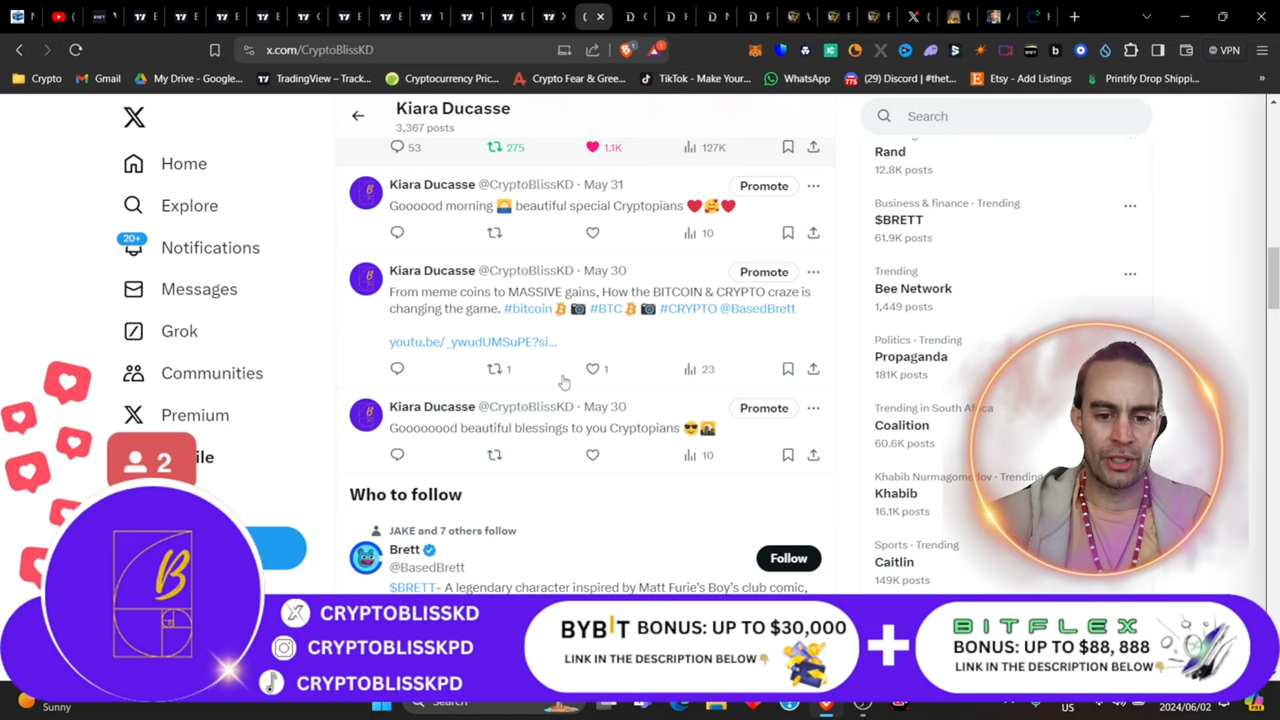 x.com/CryptoBlissKD
VPN
Crypto
Gmail
My Drive - Google...
TradingView – Track...
Cryptocurrency Pric...
Crypto Fear & Gree...
TikTok - Make Your...
WhatsApp
(29) Discord | #thet...
Etsy - Add Listings
Printify Drop Shippi...
Home
Explore
20+
Notifications
Messages
Grok
Communities
Premium
ile
2
Kiara Ducasse
3,367 posts
53 275 1.1K 127K
Kiara Ducasse @CryptoBlissKD · May 31
Promote
Goooood morning 🌅 beautiful special Cryptopians ❤️🥰❤️
10
Kiara Ducasse @CryptoBlissKD · May 30
Promote
From meme coins to MASSIVE gains, How the BITCOIN & CRYPTO craze is
changing the game. #bitcoin #BTC #CRYPTO @BasedBrett
youtu.be/_ywudUMSuPE?si...
1 1 23
Kiara Ducasse @CryptoBlissKD · May 30
Promote
Goooooood beautiful blessings to you Cryptopians 😎
10
Who to follow
JAKE and 7 others follow
Brett
@BasedBrett
Follow
$BRETT- A legendary character inspired by Matt Furie's Boy's club comic,
Search
Rand
12.8K posts
Business & finance · Trending
$BRETT
61.9K posts
Trending
Bee Network
1,449 posts
Politics · Trending
Propaganda
181K posts
Trending in South Africa
Coalition
60.6K posts
Khabib Nurmagomedov · Trending
Khabib
16.1K posts
Sports · Trending
Caitlin
149K posts
B
CRYPTOBLISSKD
CRYPTOBLISSKPD
CRYPTOBLISSKPD
BYBIT BONUS: UP TO $30,000
LINK IN THE DESCRIPTION BELOW👇🏼
+
BITFLEX
BONUS: UP TO $88, 888
LINK IN THE DESCRIPTION BELOW👇🏼
Sunny
Search
US
2024/06/02